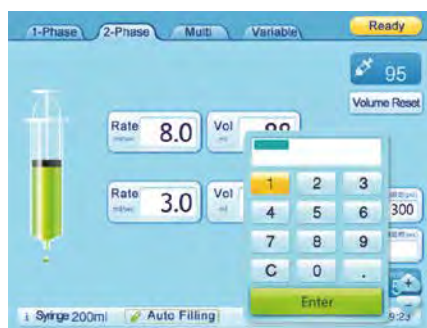 1-Phase 2-Phase Multi Variable Ready
95
Volume Reset
Rate 8.0 Vol
Rate 3.0 Vol
1 2 3
300
4 5 6
7 8 9
C 0 .
+
Enter
Syringe 200ml Auto Filling